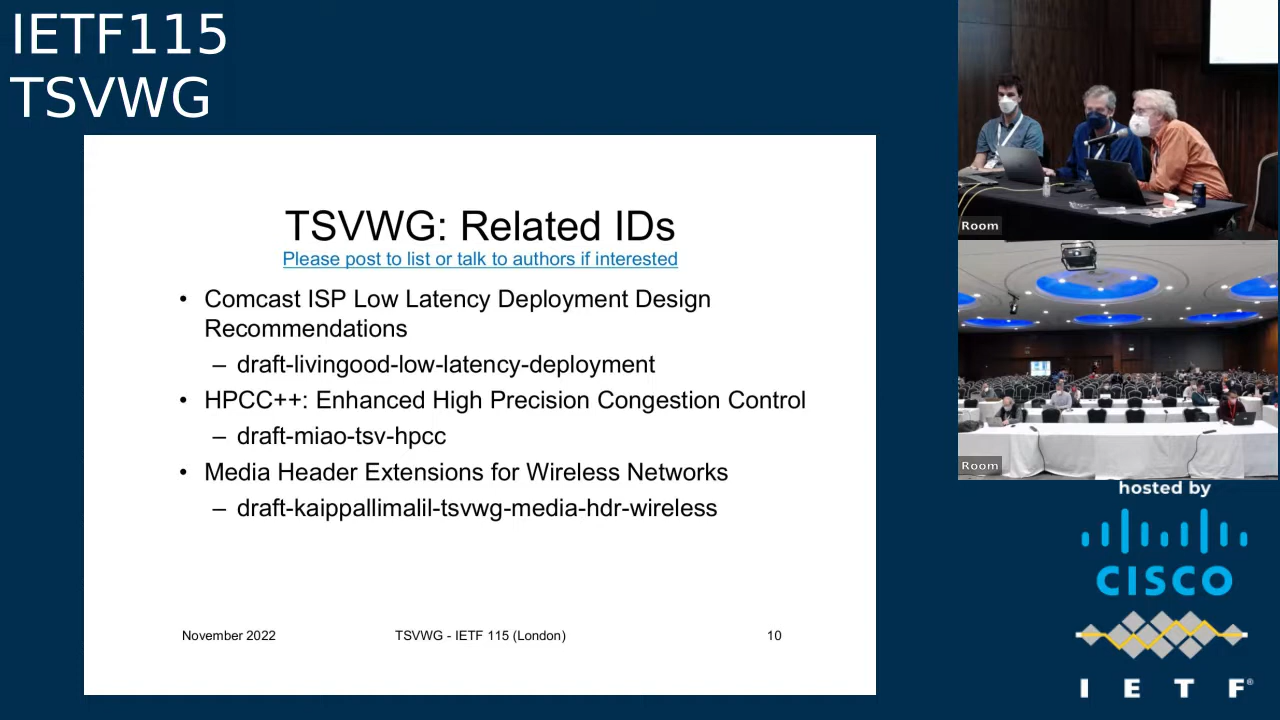 IETF115
TSVWG
TSVWG: Related IDs
Please post to list or talk to authors if interested
• Comcast ISP Low Latency Deployment Design
Recommendations
– draft-livingood-low-latency-deployment
• HPCC++: Enhanced High Precision Congestion Control
– draft-miao-tsv-hpcc
• Media Header Extensions for Wireless Networks
– draft-kaippallimalil-tsvwg-media-hdr-wireless
November 2022
TSVWG - IETF 115 (London)
10
Room
Room
hosted by
CISCO
I E T F®